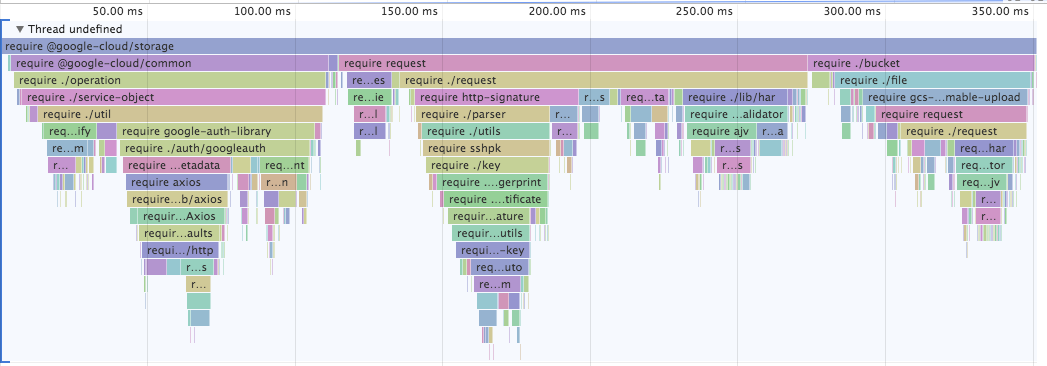 50.00 ms 100.00 ms 150.00 ms 200.00 ms 250.00 ms 300.00 ms 350.00 ms
▼ Thread undefined
require @google-cloud/storage
require @google-cloud/common require request require ./bucket
require ./operation re...es require ./request require ./file
require ./service-object re...ie require http-signature r...s req...ta require ./lib/har require gcs-...mable-upload
require ./util r...l require ./parser r... require ...alidator require request
req...ify require google-auth-library r...l require ./utils r... require ajv r...a require ./request
re...m require ./auth/googleauth require sshpk r...s req...har
r... require ...etadata req...nt require ./key r...s req...tor
require axios r...n require ....gerprint req...jv
require...b/axios require ....tificate r...
requir...Axios requir...ature r...
requir...aults requir...utils
requi.../http requi...-key
r...s req...uto
r... re...m